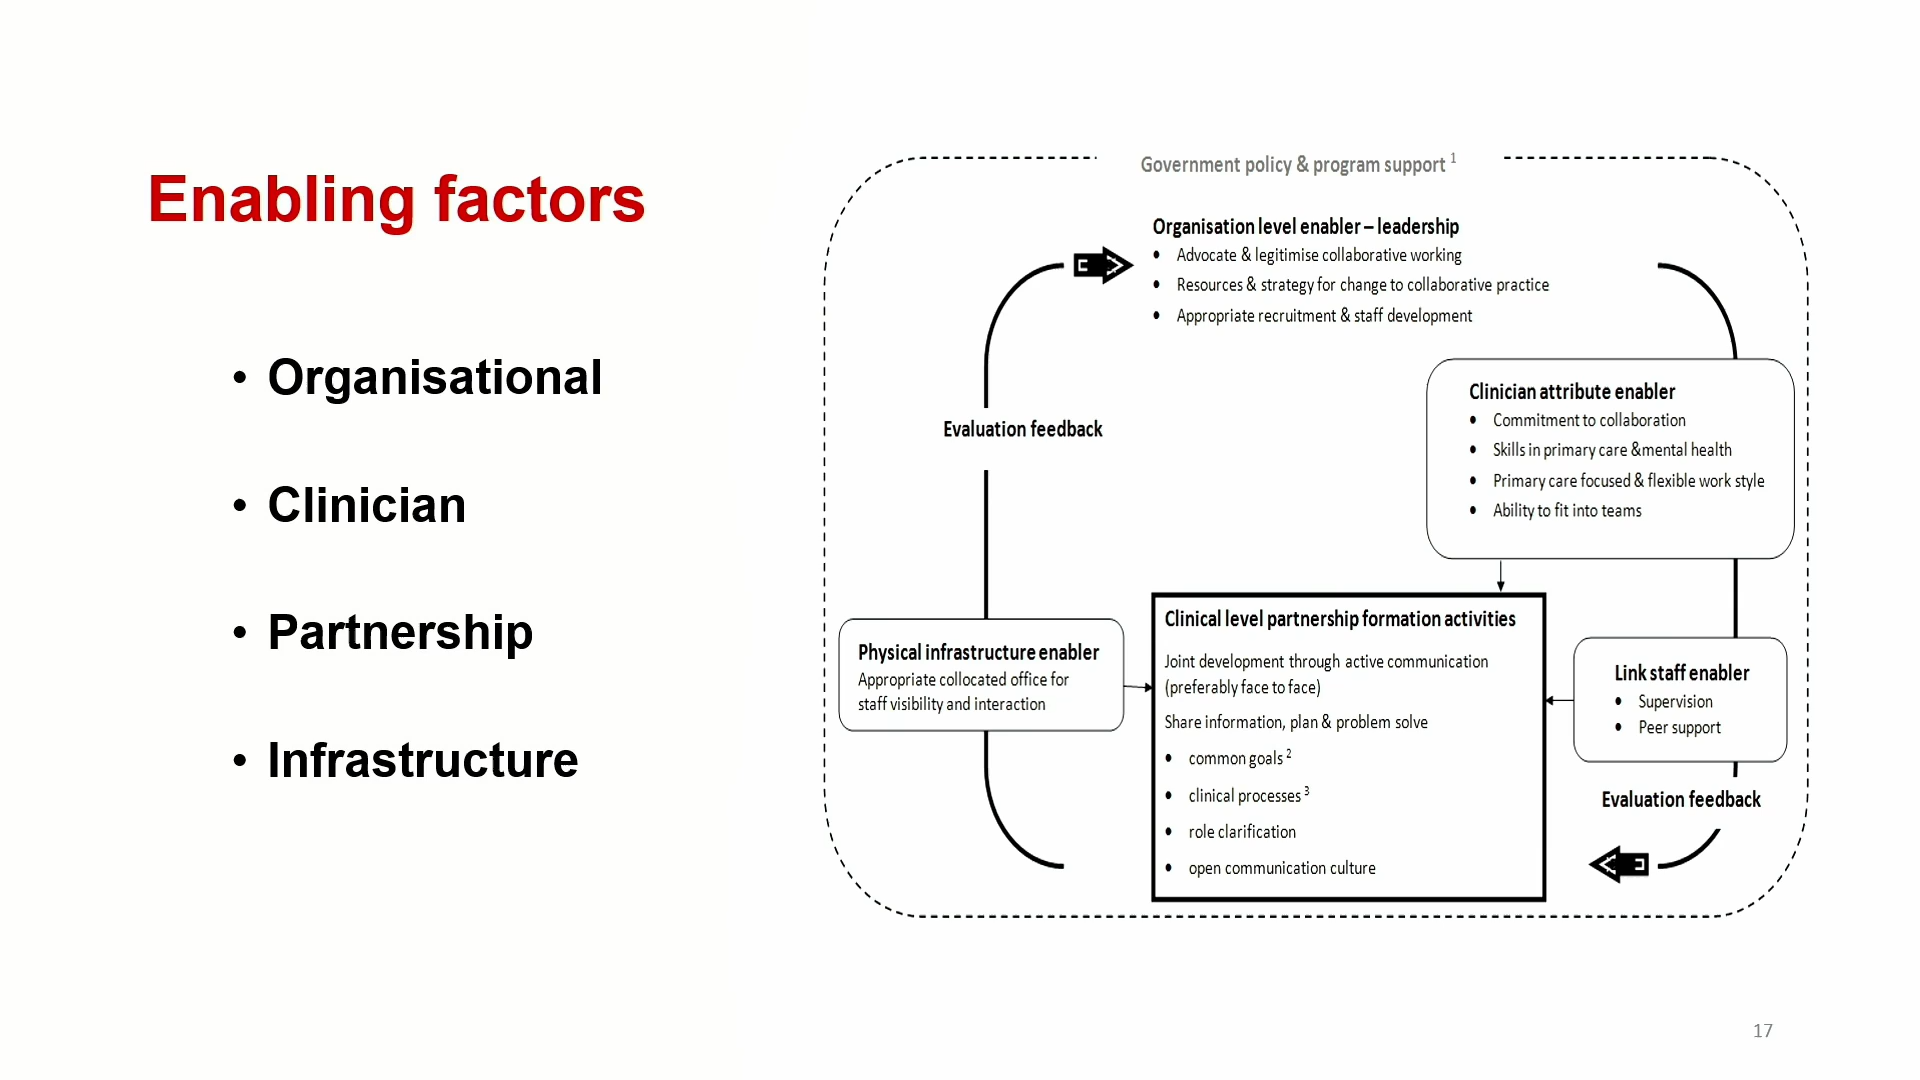 Enabling factors
• Organisational
• Clinician
• Partnership
• Infrastructure
Government policy & program support 1
Organisation level enabler – leadership
• Advocate & legitimise collaborative working
• Resources & strategy for change to collaborative practice
• Appropriate recruitment & staff development
Evaluation feedback
Clinician attribute enabler
• Commitment to collaboration
• Skills in primary care &mental health
• Primary care focused & flexible work style
• Ability to fit into teams
Physical infrastructure enabler
Appropriate collocated office for
staff visibility and interaction
Clinical level partnership formation activities
Joint development through active communication
(preferably face to face)
Share information, plan & problem solve
• common goals 2
• clinical processes 3
• role clarification
• open communication culture
Link staff enabler
• Supervision
• Peer support
Evaluation feedback
17